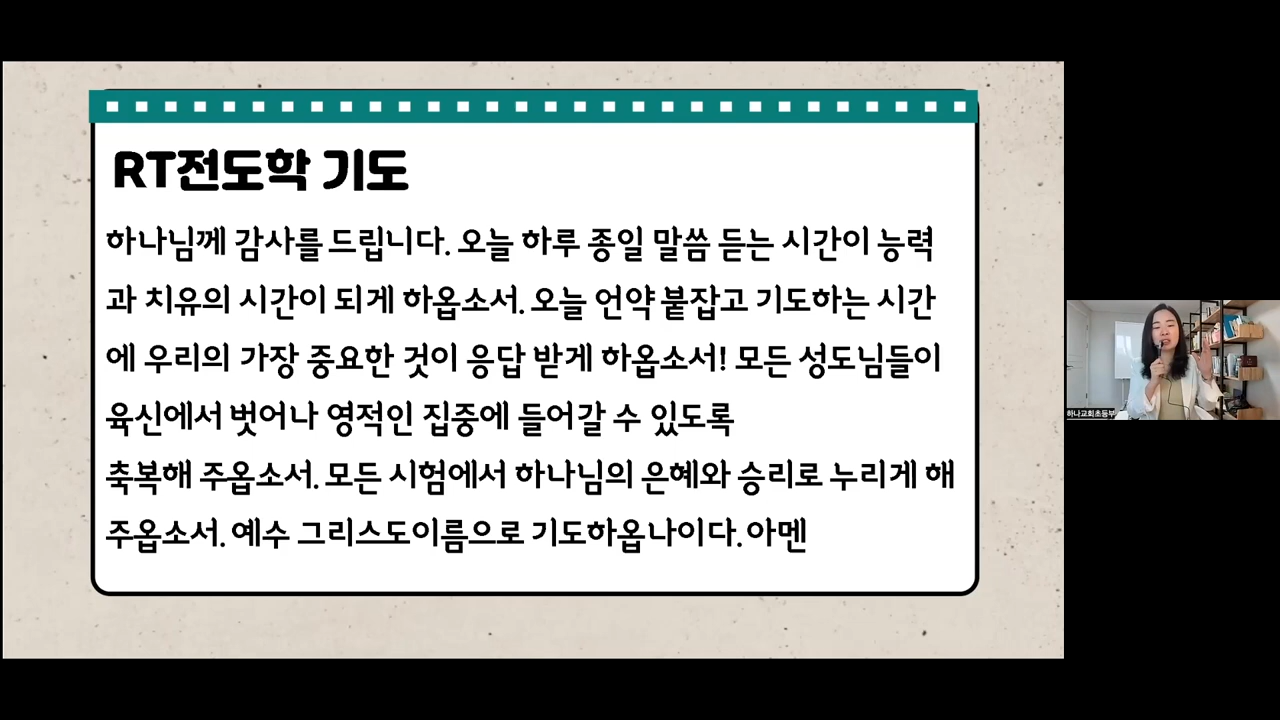 RT전도학 기도
하나님께 감사를 드립니다. 오늘 하루 종일 말씀 듣는 시간이 능력
과 치유의 시간이 되게 하옵소서. 오늘 언약 붙잡고 기도하는 시간
에 우리의 가장 중요한 것이 응답 받게 하옵소서! 모든 성도님들이
육신에서 벗어나 영적인 집중에 들어갈 수 있도록
축복해 주옵소서. 모든 시험에서 하나님의 은혜와 승리로 누리게 해
주옵소서. 예수 그리스도이름으로 기도하옵나이다. 아멘
하나교회초등부